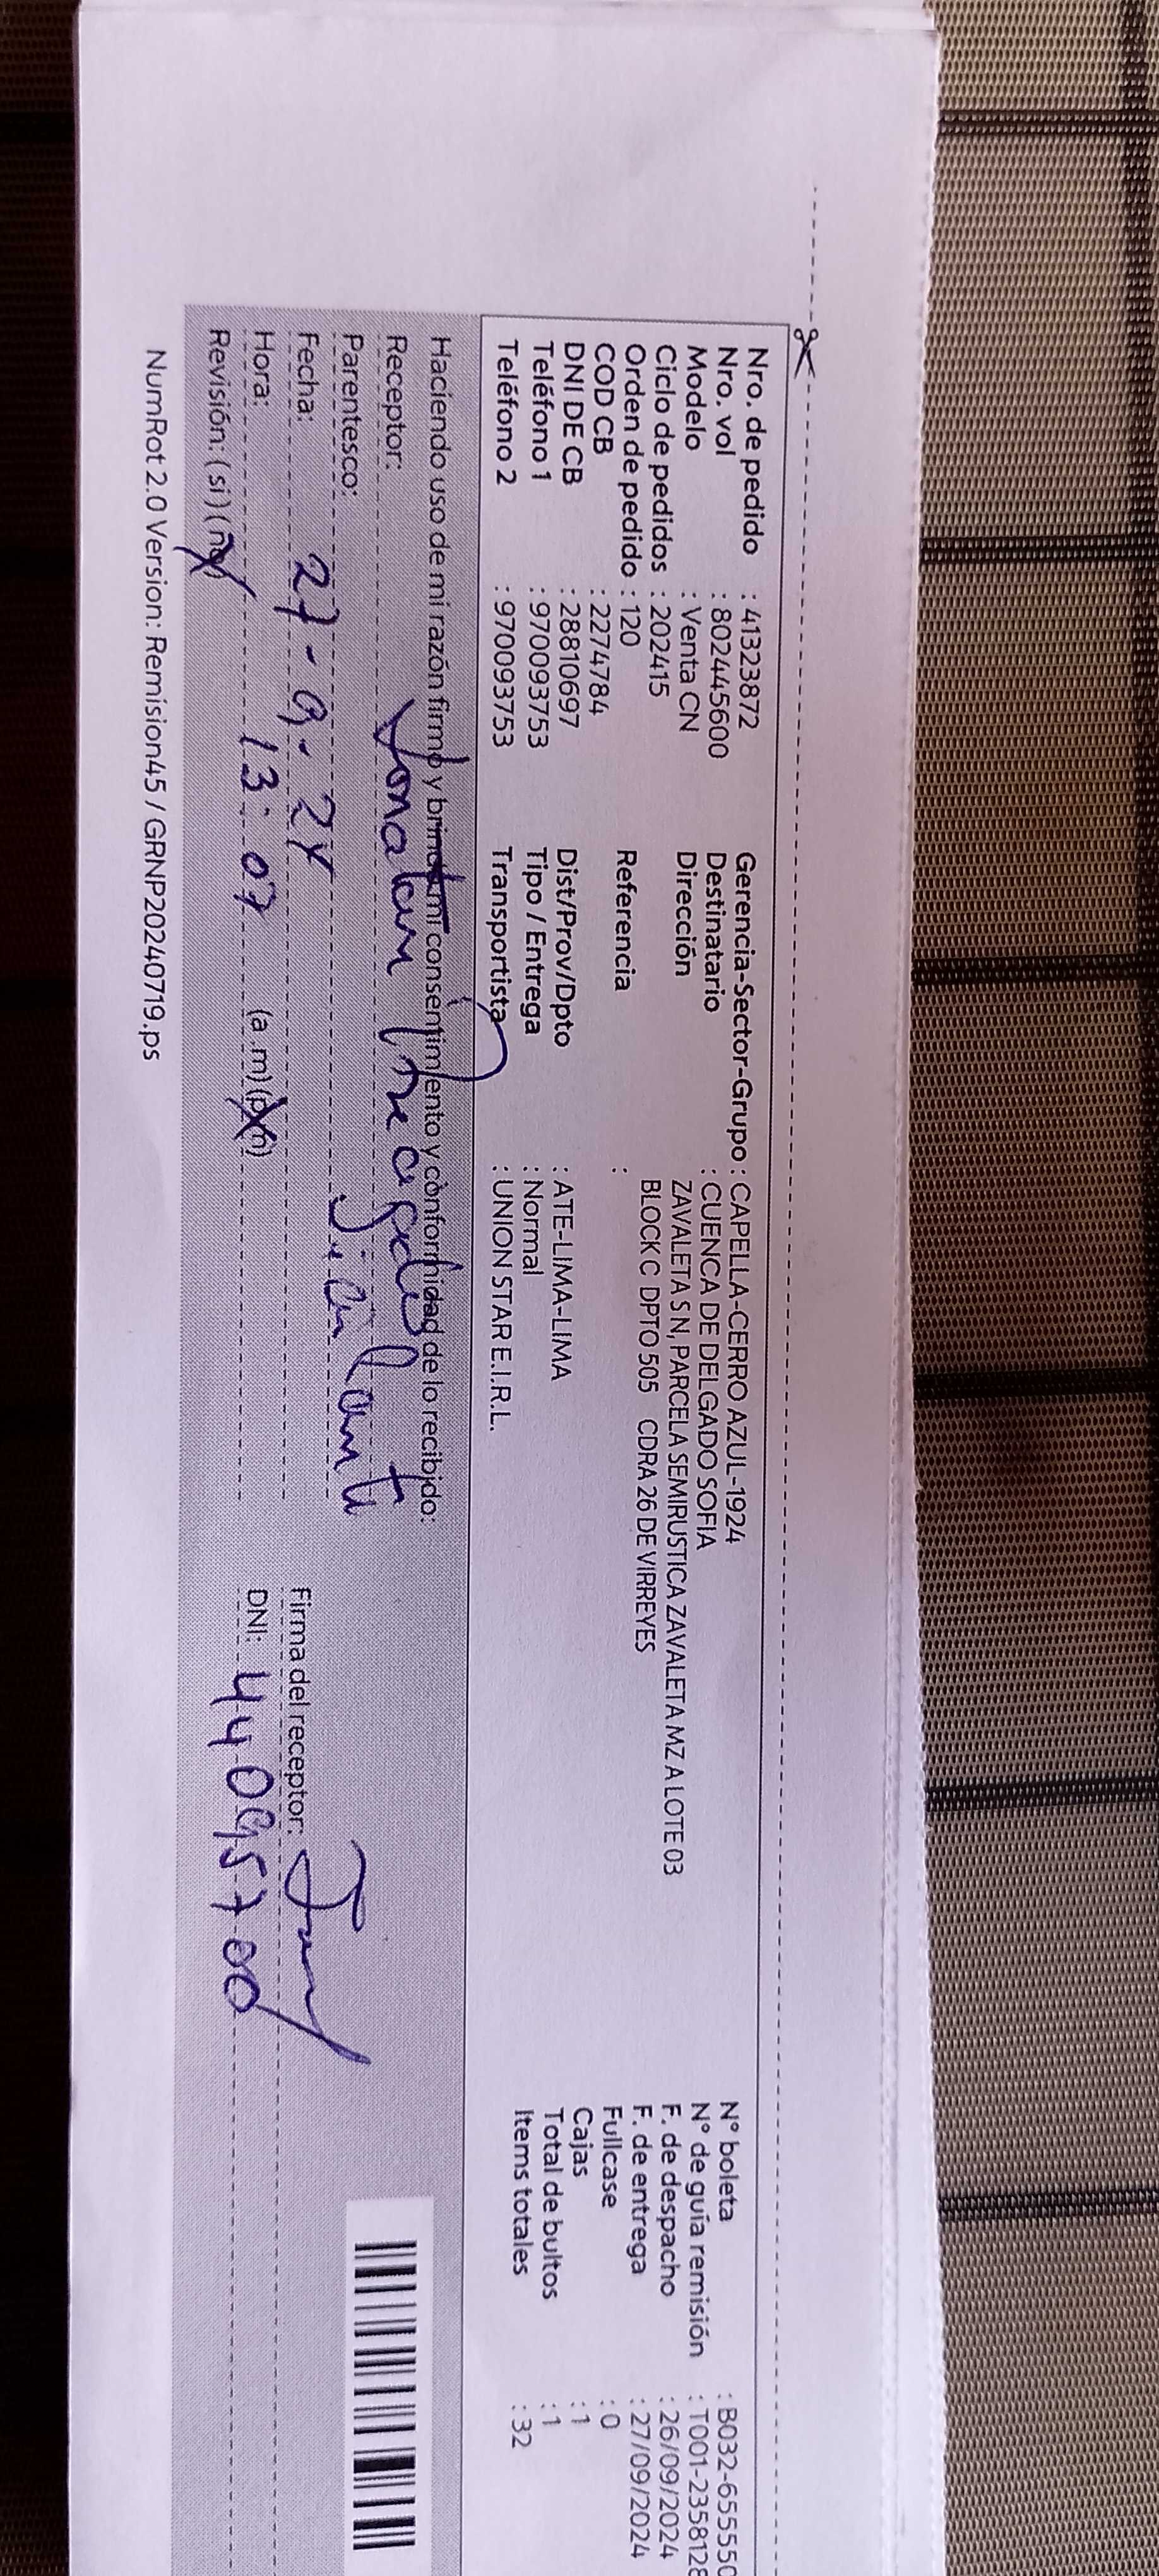 Nro. de pedido : 41323872 Gerencia-Sector-Grupo : CAPELLA-CERRO AZUL-1924 N° boleta : B032-655550
Nro. vol : 802445600 Destinatario : CUENCA DE DELGADO SOFIA N° de guía remisión : T001-2358128
Modelo : Venta CN Dirección ZAVALETA S N, PARCELA SEMIRUSTICA ZAVALETA MZ A LOTE 03 F. de despacho : 26/09/2024
Ciclo de pedidos : 202415 BLOCK C DPTO 505 CDRA 26 DE VIRREYES F. de entrega : 27/09/2024
Orden de pedido : 120 Referencia : Fullcase : 0
COD CB : 2274784 Cajas : 1
DNI DE CB : 28810697 Dist/Prov/Dpto : ATE-LIMA-LIMA Total de bultos : 1
Teléfono 1 : 970093753 Tipo / Entrega : Normal Items totales : 32
Teléfono 2 : 970093753 Transportista : UNION STAR E.I.R.L.
Haciendo uso de mi razón firmo y brindo mi consentimiento y conformidad de lo recibido:
Receptor: Jonatan
Parentesco:
Fecha: 27-9-24 Firma del receptor:
Hora: 13:07 (a.m) (p.m) DNI: 44095700
Revisión: (si) (no)
NumRot 2.0 Version: Remision45 / GRNP20240719.ps